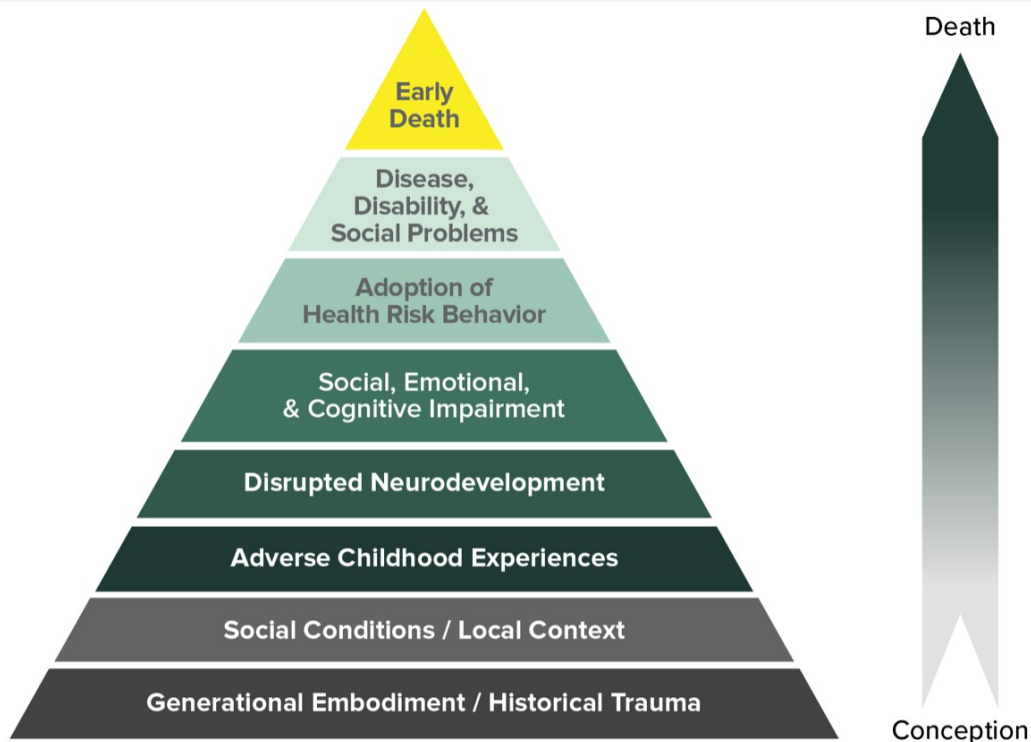 Death
Early
Death
Disease,
Disability, &
Social Problems
Adoption of
Health Risk Behavior
Social, Emotional,
& Cognitive Impairment
Disrupted Neurodevelopment
Adverse Childhood Experiences
Social Conditions / Local Context
Generational Embodiment / Historical Trauma
Conception